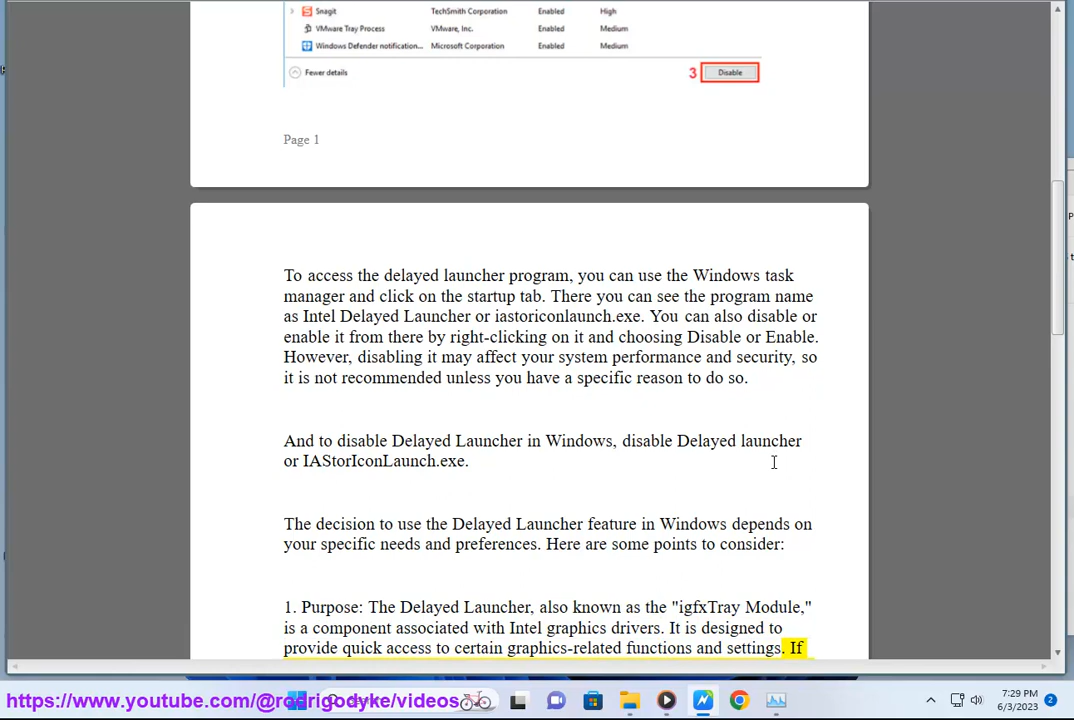 Snagit TechSmith Corporation Enabled High
VMware Tray Process VMware, Inc. Enabled Medium
Windows Defender notification... Microsoft Corporation Enabled Medium
Fewer details 3 Disable
Page 1
To access the delayed launcher program, you can use the Windows task
manager and click on the startup tab. There you can see the program name
as Intel Delayed Launcher or iastoriconlaunch.exe. You can also disable or
enable it from there by right-clicking on it and choosing Disable or Enable.
However, disabling it may affect your system performance and security, so
it is not recommended unless you have a specific reason to do so.
And to disable Delayed Launcher in Windows, disable Delayed launcher
or IAStorIconLaunch.exe.
The decision to use the Delayed Launcher feature in Windows depends on
your specific needs and preferences. Here are some points to consider:
1. Purpose: The Delayed Launcher, also known as the "igfxTray Module,"
is a component associated with Intel graphics drivers. It is designed to
provide quick access to certain graphics-related functions and settings. If
https://www.youtube.com/@rodrigodyke/videos
7:29 PM
6/3/2023
2